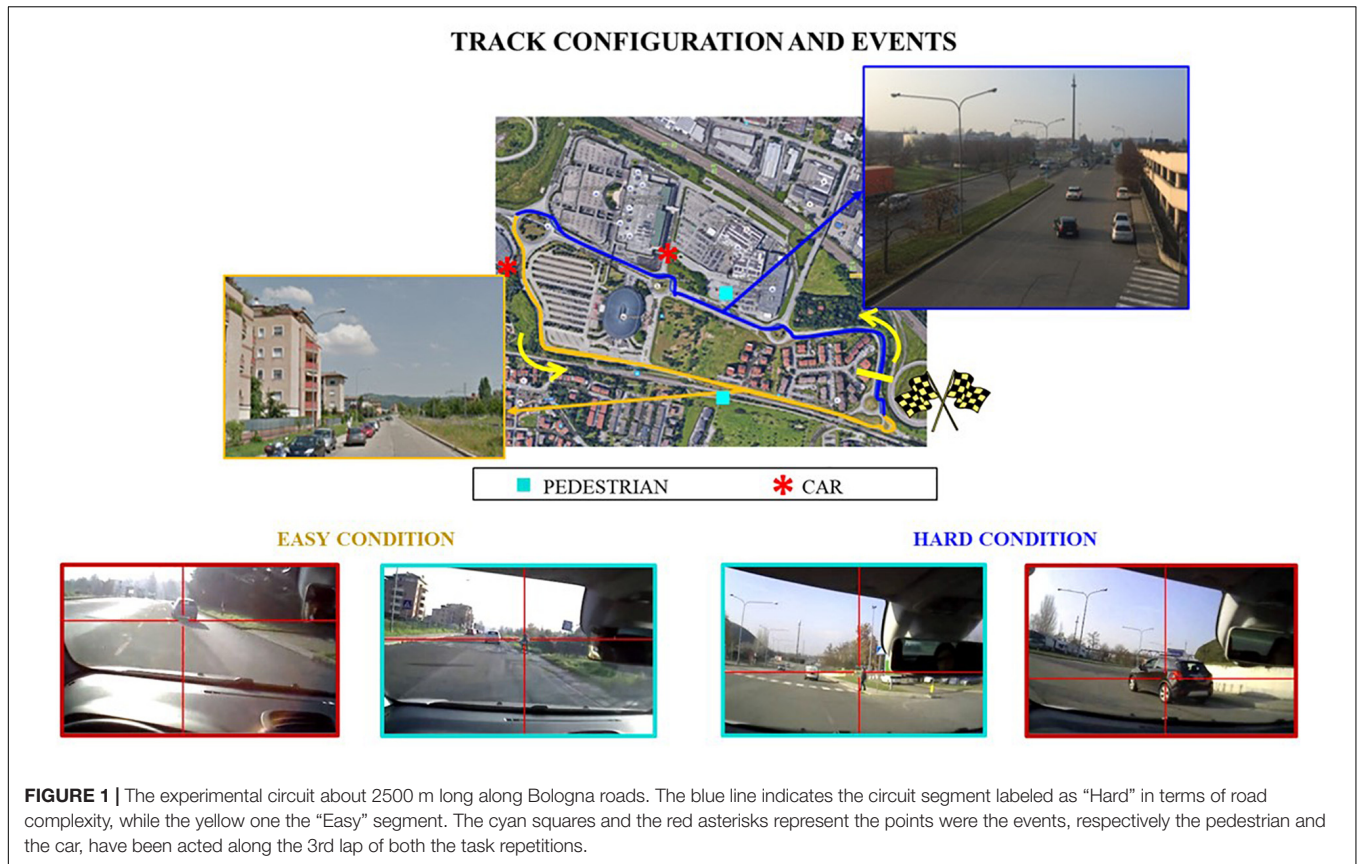 TRACK CONFIGURATION AND EVENTS
PEDESTRIAN
CAR
EASY CONDITION
HARD CONDITION
FIGURE 1 | The experimental circuit about 2500 m long along Bologna roads. The blue line indicates the circuit segment labeled as “Hard” in terms of road
complexity, while the yellow one the “Easy” segment. The cyan squares and the red asterisks represent the points were the events, respectively the pedestrian and
the car, have been acted along the 3rd lap of both the task repetitions.